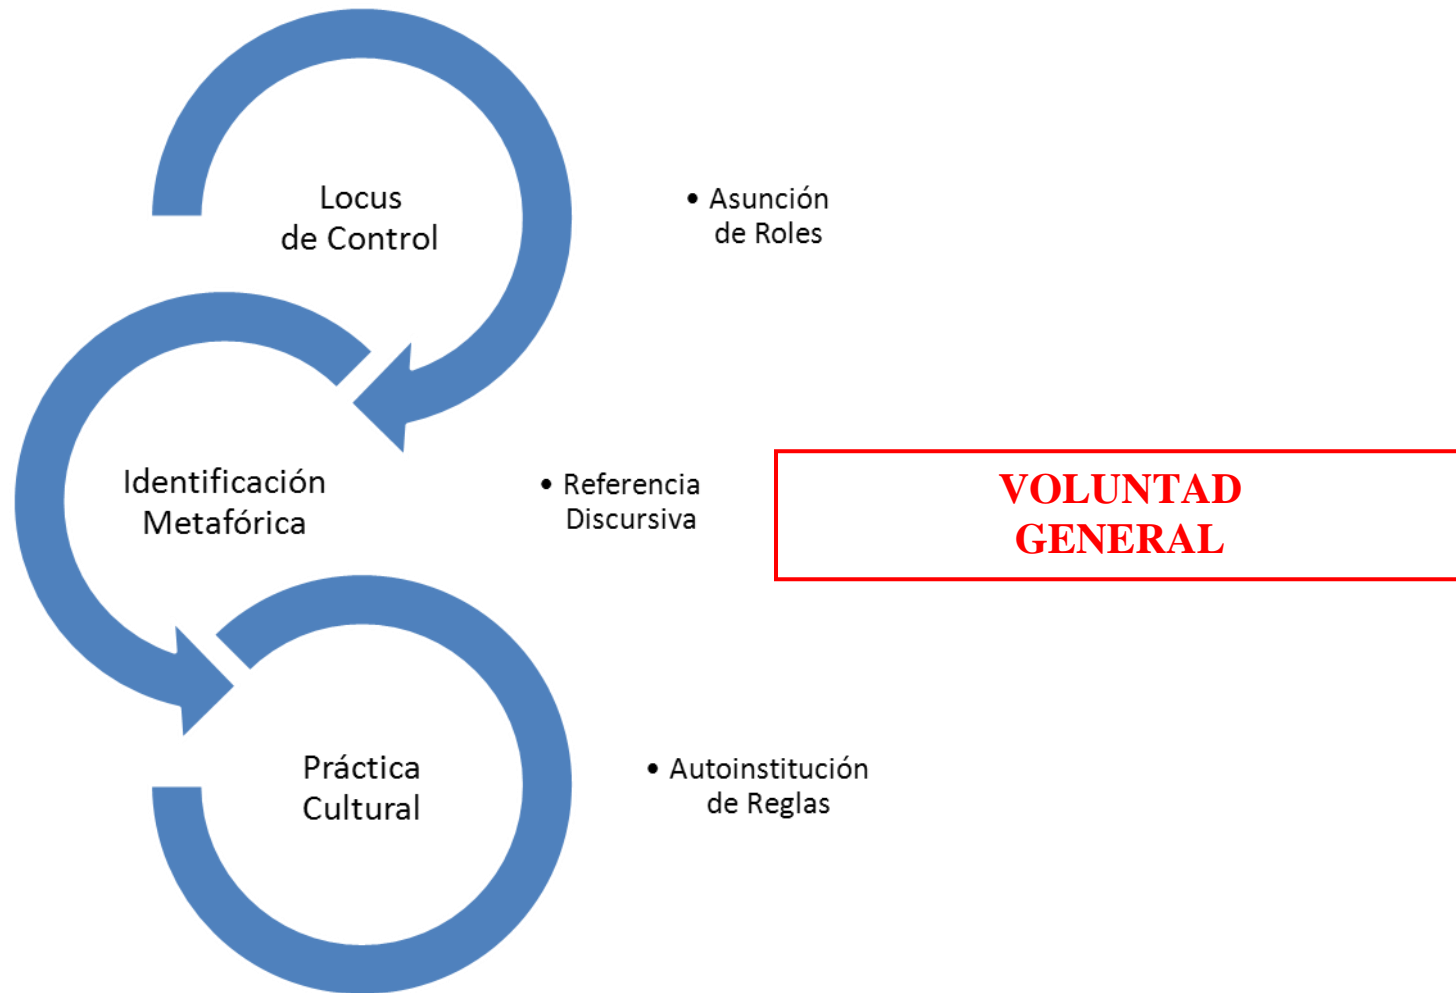 Locus
de Control
• Asunción
de Roles
Identificación
Metafórica
• Referencia
Discursiva
VOLUNTAD
GENERAL
Práctica
Cultural
• Autoinstitución
de Reglas